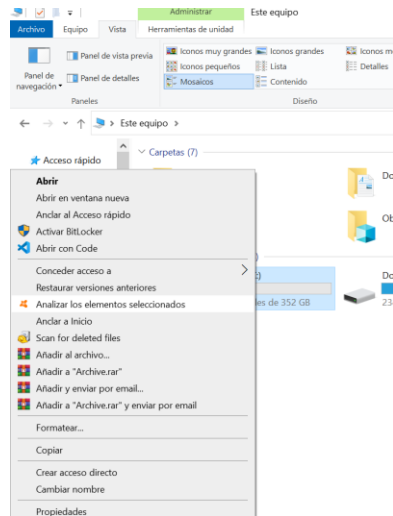 Administrar
Este equipo
Archivo
Equipo
Vista
Herramientas de unidad
Panel de navegación
Panel de vista previa
Panel de detalles
Iconos muy grandes
Iconos grandes
Iconos pequeños
Lista
Detalles
Mosaicos
Contenido
Paneles
Diseño
Este equipo
Acceso rápido
Carpetas (7)
Abrir
Abrir en ventana nueva
Anclar al Acceso rápido
Activar BitLocker
Abrir con Code
Conceder acceso a
Restaurar versiones anteriores
Analizar los elementos seleccionados
Anclar a Inicio
Scan for deleted files
Añadir al archivo...
Añadir a "Archive.rar"
Añadir y enviar por email...
Añadir a "Archive.rar" y enviar por email
Formatear...
Copiar
Crear acceso directo
Cambiar nombre
Propiedades
de 352 GB